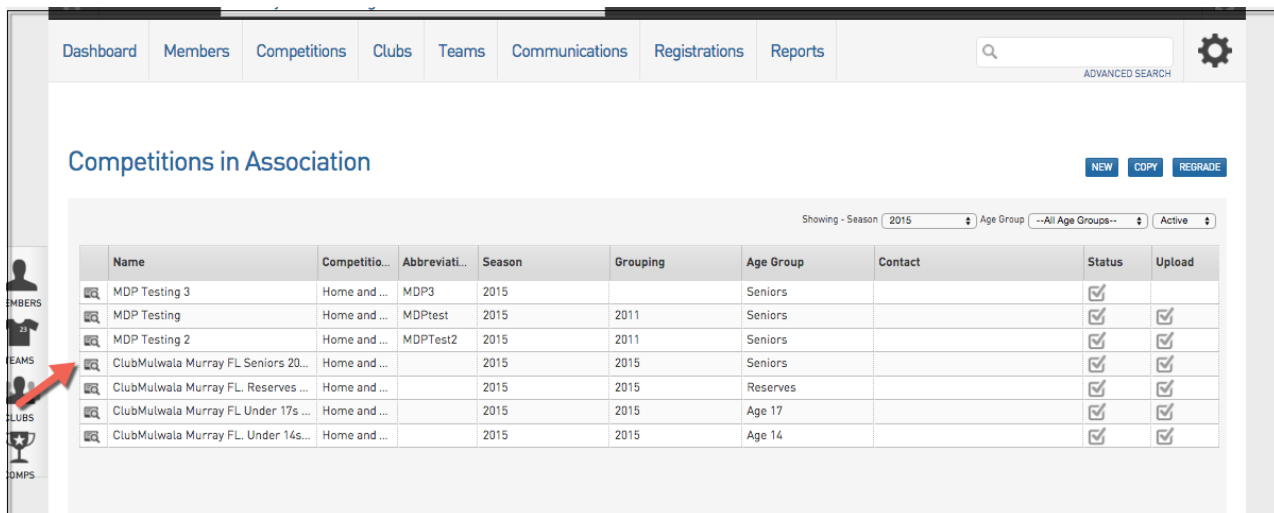 Dashboard Members Competitions Clubs Teams Communications Registrations Reports
ADVANCED SEARCH
Competitions in Association
NEW COPY REGRADE
Showing - Season 2015 Age Group --All Age Groups-- Active
Name Competitio... Abbreviati... Season Grouping Age Group Contact Status Upload
MDP Testing 3 Home and ... MDP3 2015 Seniors
MDP Testing Home and ... MDPtest 2015 2011 Seniors
MDP Testing 2 Home and ... MDPTest2 2015 2011 Seniors
ClubMulwala Murray FL Seniors 20... Home and ... 2015 2015 Seniors
ClubMulwala Murray FL. Reserves ... Home and ... 2015 2015 Reserves
ClubMulwala Murray FL Under 17s ... Home and ... 2015 2015 Age 17
ClubMulwala Murray FL. Under 14s... Home and ... 2015 2015 Age 14
EMBERS
23
TEAMS
CLUBS
COMPS